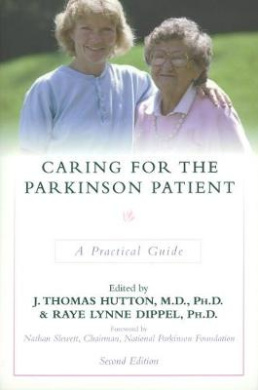 CARING FOR THE
PARKINSON PATIENT
A Practical Guide
Edited by
J. THOMAS HUTTON, M.D., PH.D.
& RAYE LYNNE DIPPEL, PH.D.
Foreword by
Nathan Slewett, Chairman, National Parkinson Foundation
Second Edition